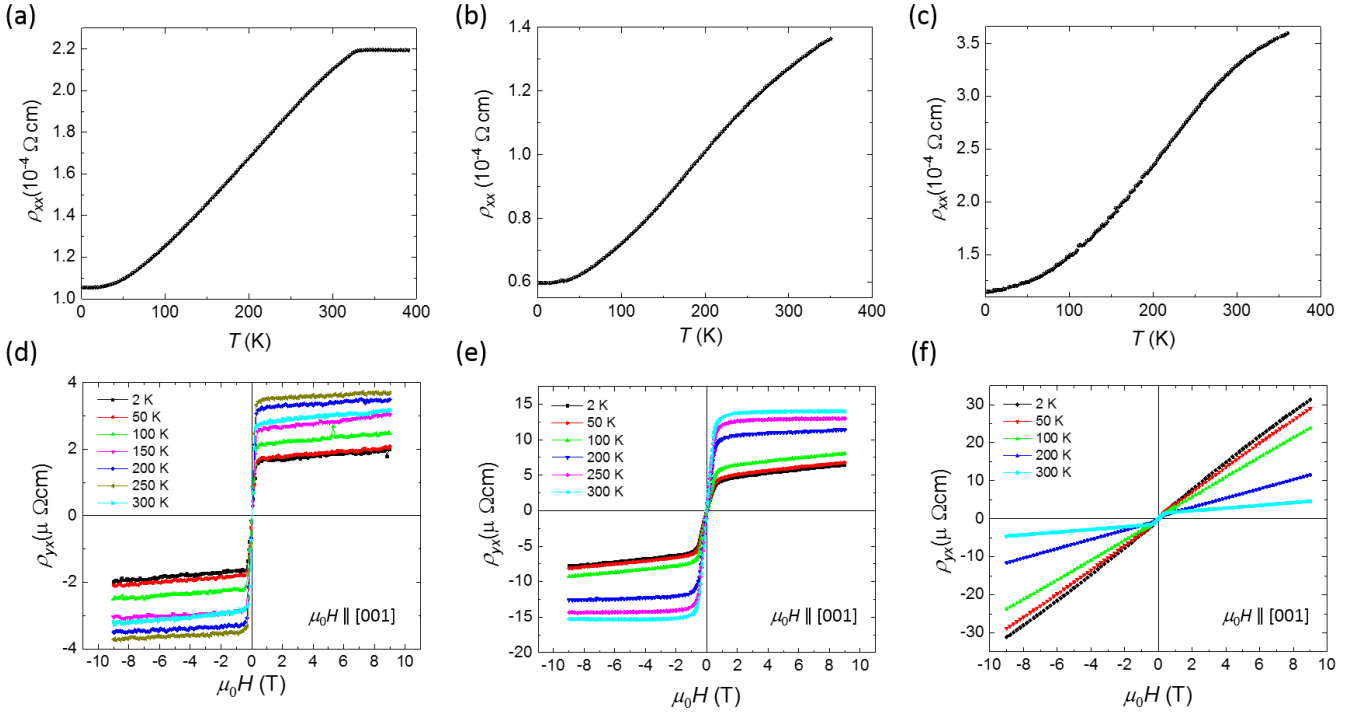 (a)
2.2
2.0
1.8
1.6
1.4
1.2
1.0
ρxx(10-4 Ω cm)
0 100 200 300 400
T (K)
(b)
1.4
1.2
1.0
0.8
0.6
ρxx (10-4 Ω cm)
0 100 200 300 400
T (K)
(c)
3.5
3.0
2.5
2.0
1.5
ρxx(10-4 Ω cm)
0 100 200 300 400
T (K)
(d)
4
2
0
-2
-4
ρyx(μ Ωcm)
2 K
50 K
100 K
150 K
200 K
250 K
300 K
μ0H ∥ [001]
-10 -8 -6 -4 -2 0 2 4 6 8 10
μ0H (T)
(e)
15
10
5
0
-5
-10
-15
-20
ρyx(μ Ωcm)
2 K
50 K
100 K
200 K
250 K
300 K
μ0H ∥ [001]
-10 -8 -6 -4 -2 0 2 4 6 8 10
μ0H (T)
(f)
30
20
10
0
-10
-20
-30
ρyx(μ Ωcm)
2 K
50 K
100 K
200 K
300 K
μ0H ∥ [001]
-10 -8 -6 -4 -2 0 2 4 6 8 10
μ0H (T)